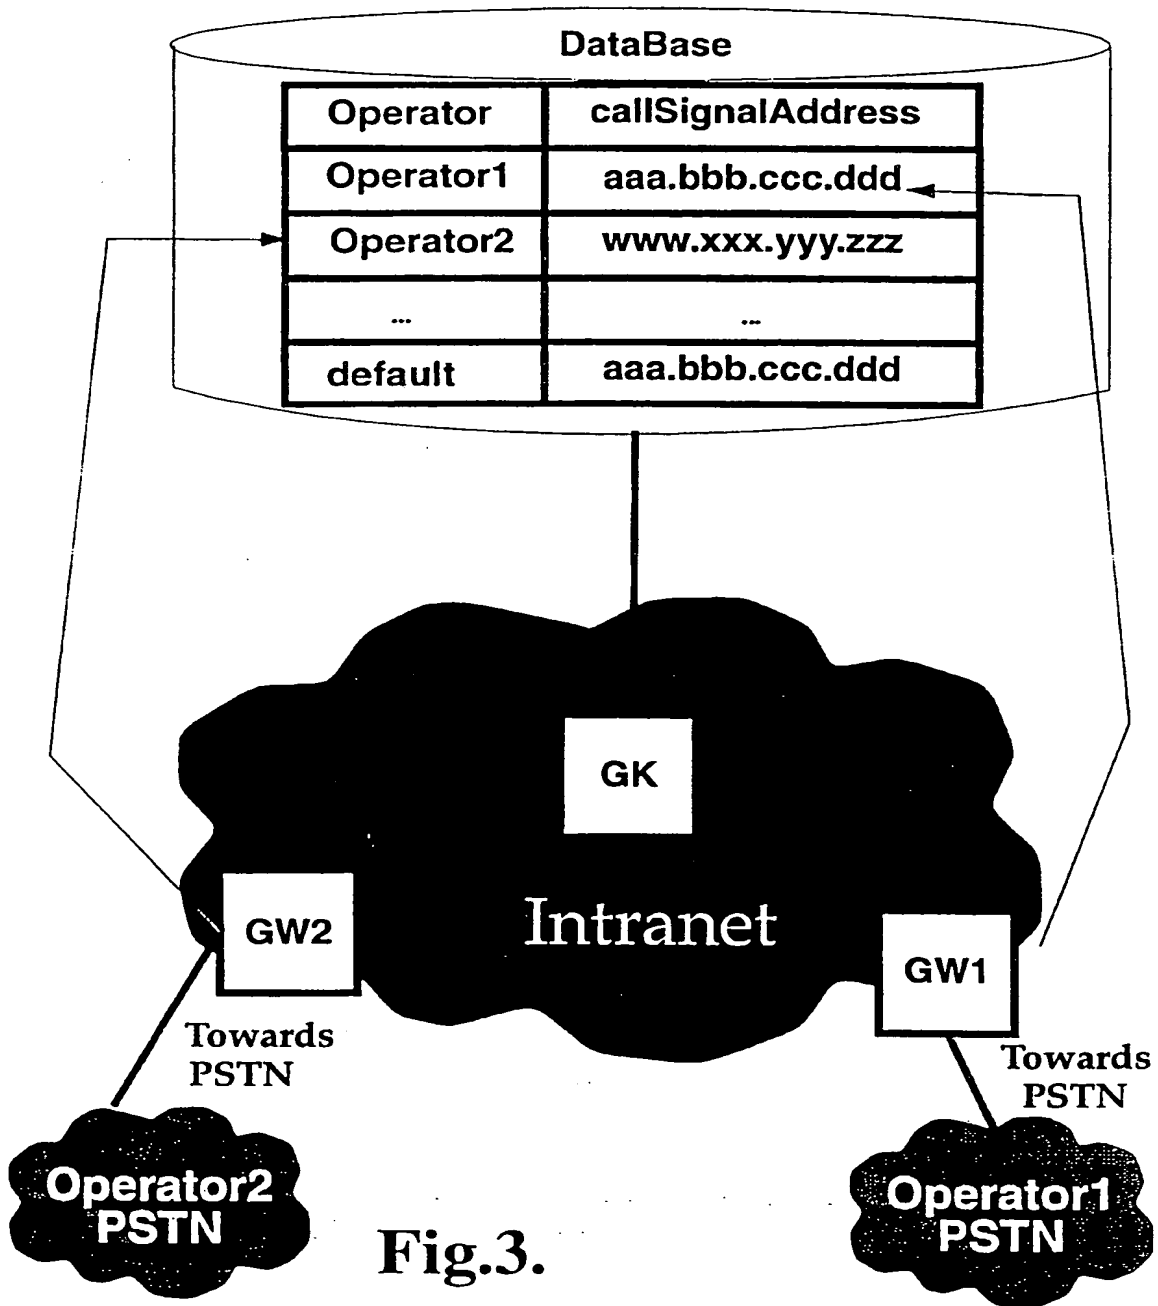 DataBase
Operator callSignalAddress
Operator1 aaa.bbb.ccc.ddd
Operator2 www.xxx.yyy.zzz
... ...
default aaa.bbb.ccc.ddd
GK
Intranet
GW2
GW1
Towards
PSTN
Towards
PSTN
Operator2
PSTN
Operator1
PSTN
Fig.3.